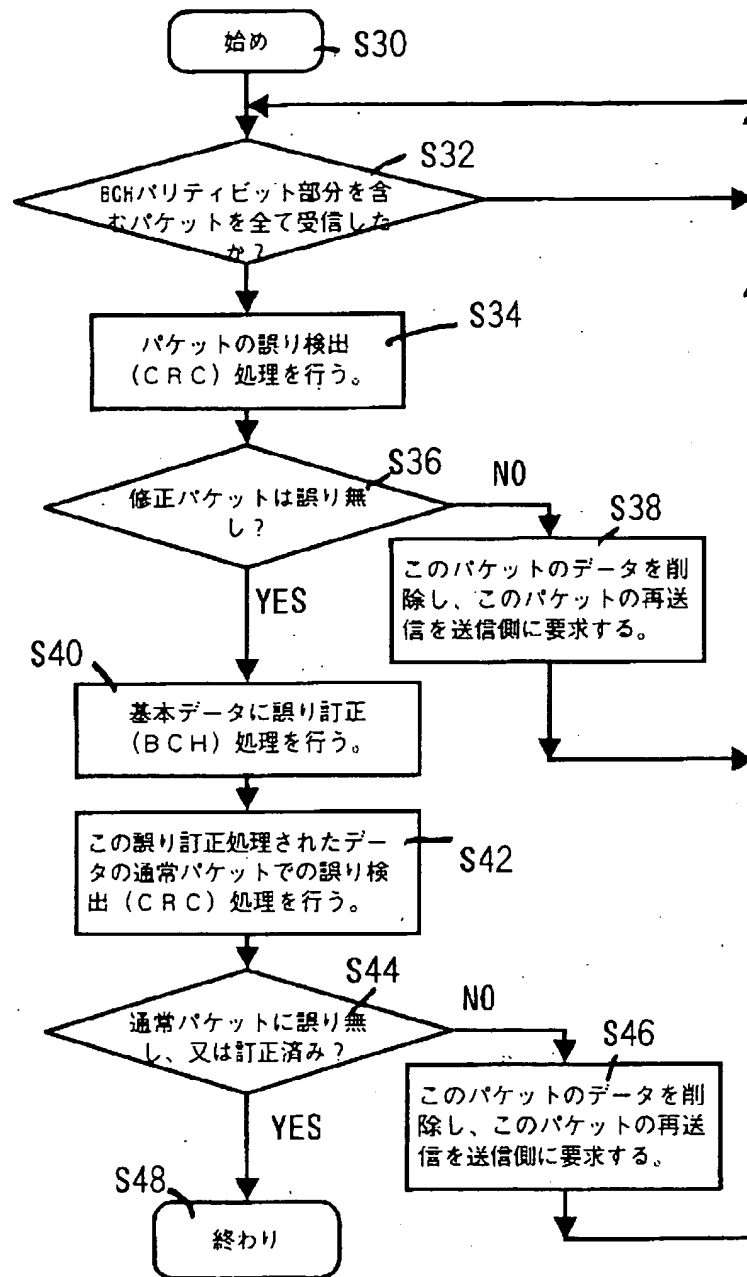 始め
S30
S32
BCHパリティビット部分を含
むパケットを全て受信した
か?
S34
パケットの誤り検出
(CRC)処理を行う。
S36
NO
修正パケットは誤り無
し?
S38
このパケットのデータを削
除し、このパケットの再送
信を送信側に要求する。
YES
S40
基本データに誤り訂正
(BCH)処理を行う。
この誤り訂正処理されたデー
タの通常パケットでの誤り検
出(CRC)処理を行う。
S42
S44
NO
通常パケットに誤り無
し、又は訂正済み?
S46
このパケットのデータを削
除し、このパケットの再送
信を送信側に要求する。
YES
S48
終わり